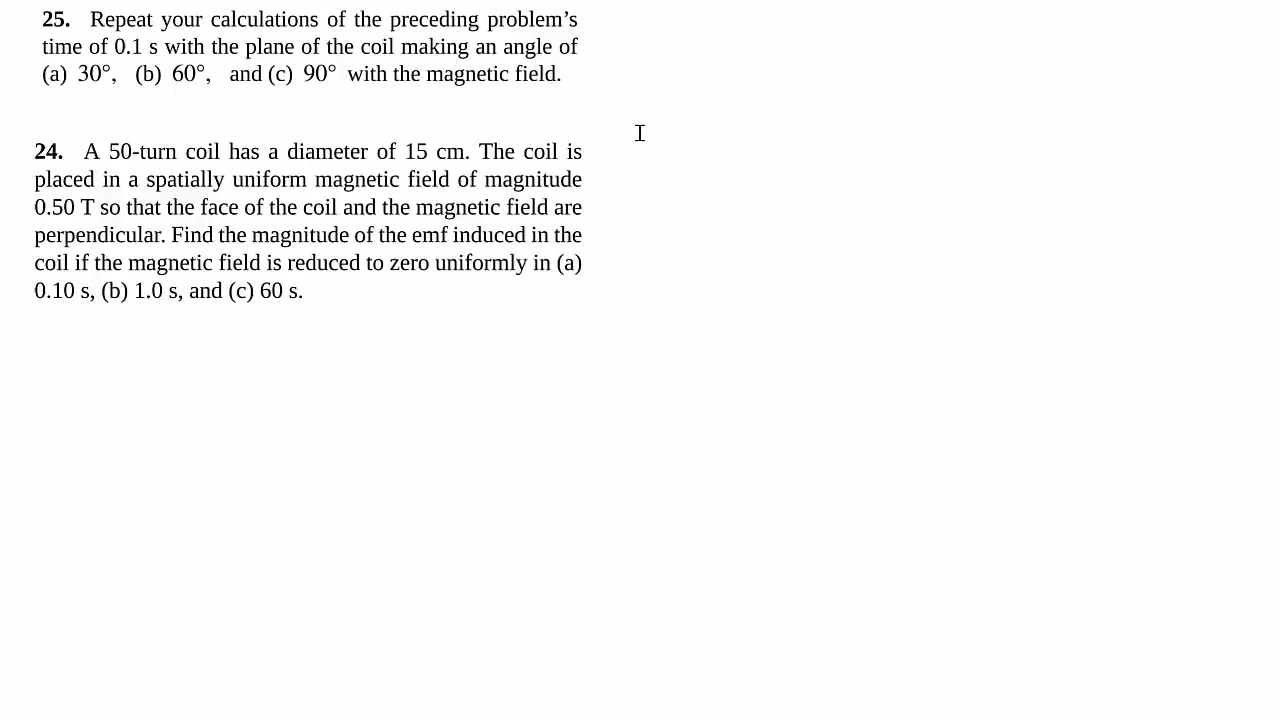 25. Repeat your calculations of the preceding problem’s
time of 0.1 s with the plane of the coil making an angle of
(a) 30°, (b) 60°, and (c) 90° with the magnetic field.
24. A 50-turn coil has a diameter of 15 cm. The coil is
placed in a spatially uniform magnetic field of magnitude
0.50 T so that the face of the coil and the magnetic field are
perpendicular. Find the magnitude of the emf induced in the
coil if the magnetic field is reduced to zero uniformly in (a)
0.10 s, (b) 1.0 s, and (c) 60 s.